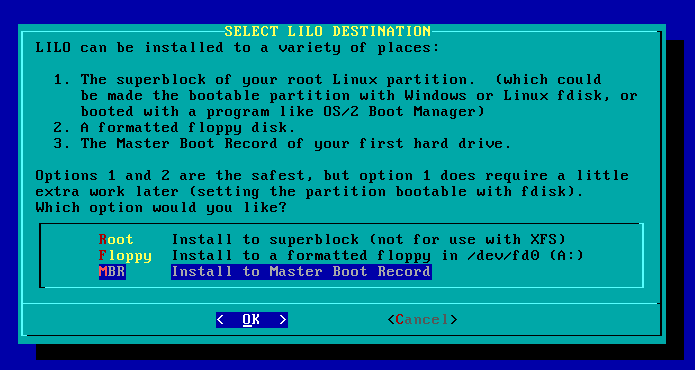 SELECT LILO DESTINATION
LILO can be installed to a variety of places:
1. The superblock of your root Linux partition.  (which could
be made the bootable partition with Windows or Linux fdisk, or
booted with a program like OS/2 Boot Manager)
2. A formatted floppy disk.
3. The Master Boot Record of your first hard drive.
Options 1 and 2 are the safest, but option 1 does require a little
extra work later (setting the partition bootable with fdisk).
Which option would you like?
Root    Install to superblock (not for use with XFS)
Floppy  Install to a formatted floppy in /dev/fd0 (A:)
MBR     Install to Master Boot Record
<  OK  >    <Cancel>